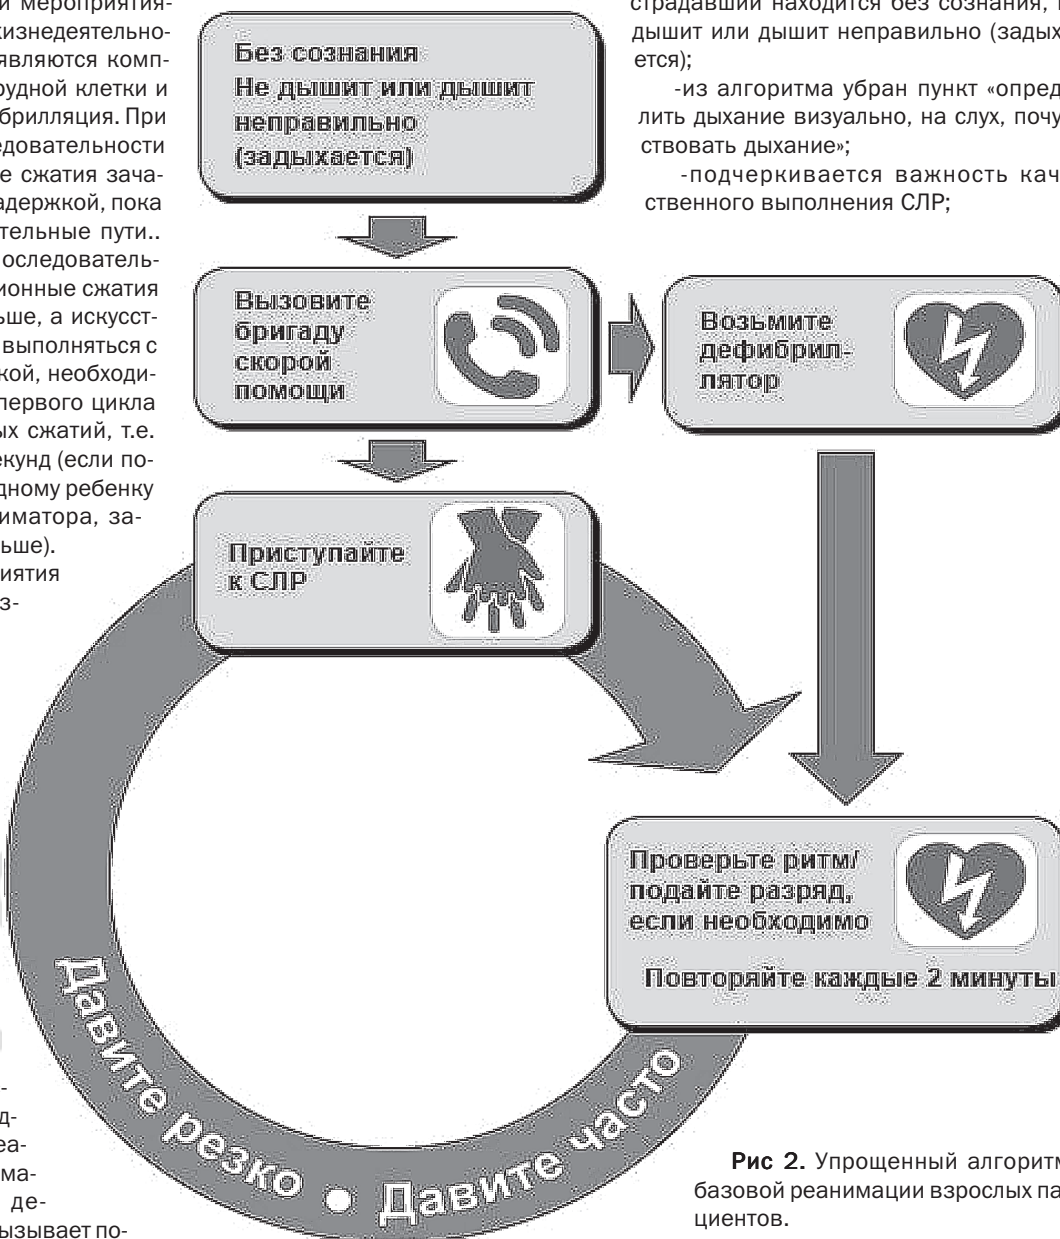 и мероприятия-
изнедеятельно-
являются комп-
рудной клетки и
брилляция. При
едовательности
е сжатия зача-
адержкой, пока
тельные пути..
оследователь-
ионные сжатия
ьше, а искусст-
выполняться с
кой, необходи-
первого цикла
ых сжатий, т.е.
екунд (если по-
дному ребенку
иматора, за-
ьше).
иятия
з-
-
д-
еа-
ма-
де-
ызывает по-
Без сознания
Не дышит или дышит
неправильно
(задыхается)
Вызовите
бригаду
скорой
помощи
Возьмите
дефибрил-
лятор
Приступайте
к СЛР
Проверьте ритм/
подайте разряд,
если необходимо
Повторяйте каждые 2 минуты
Давите резко • Давите часто
страдавший находится без сознания,
дышит или дышит неправильно (задых
ется);
-из алгоритма убран пункт «опред
лить дыхание визуально, на слух, почу
ствовать дыхание»;
-подчеркивается важность кач
ственного выполнения СЛР;
Рис 2. Упрощенный алгоритм
базовой реанимации взрослых па
циентов.